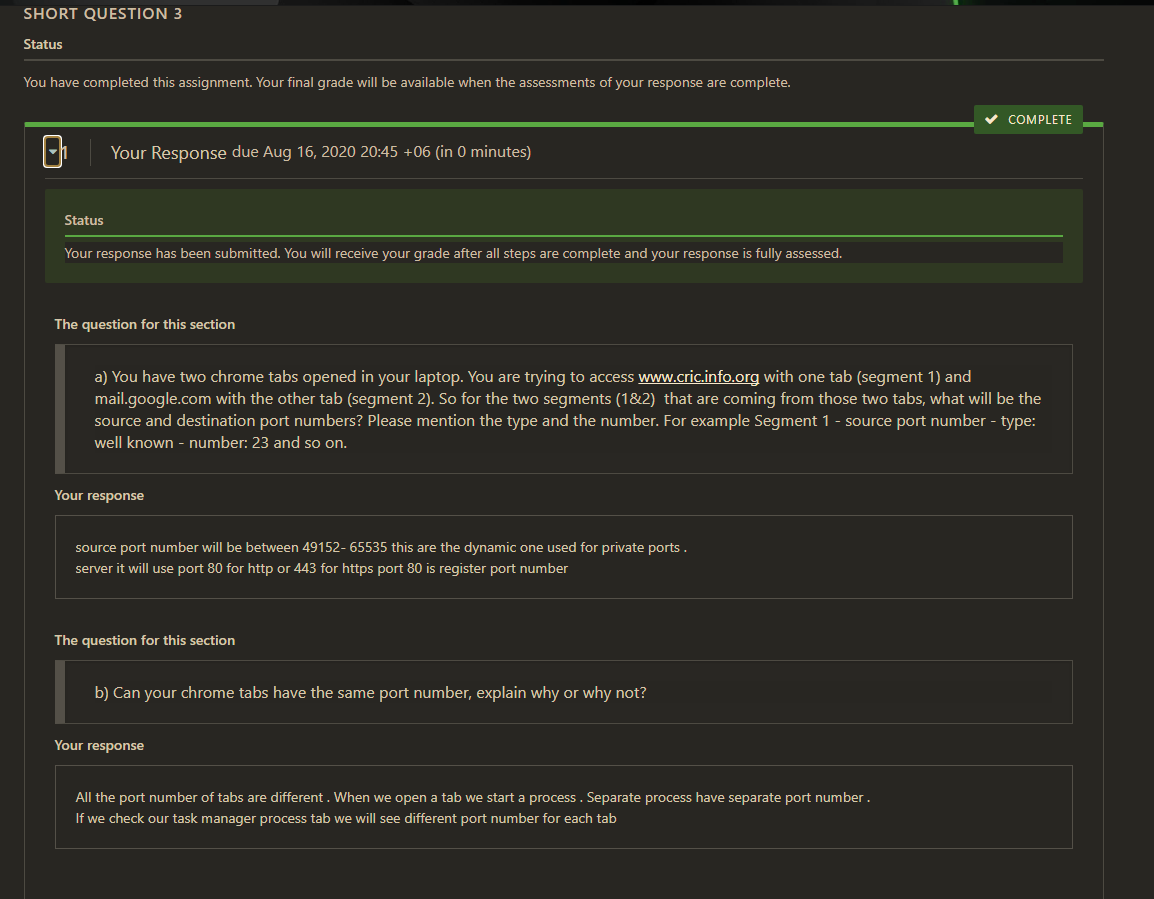 SHORT QUESTION 3
Status
You have completed this assignment. Your final grade will be available when the assessments of your response are complete.
COMPLETE
1 Your Response due Aug 16, 2020 20:45 +06 (in 0 minutes)
Status
Your response has been submitted. You will receive your grade after all steps are complete and your response is fully assessed.
The question for this section
a) You have two chrome tabs opened in your laptop. You are trying to access www.cric.info.org with one tab (segment 1) and
mail.google.com with the other tab (segment 2). So for the two segments (1&2)  that are coming from those two tabs, what will be the
source and destination port numbers? Please mention the type and the number. For example Segment 1 - source port number - type:
well known - number: 23 and so on.
Your response
source port number will be between 49152- 65535 this are the dynamic one used for private ports .
server it will use port 80 for http or 443 for https port 80 is register port number
The question for this section
b) Can your chrome tabs have the same port number, explain why or why not?
Your response
All the port number of tabs are different . When we open a tab we start a process . Separate process have separate port number .
If we check our task manager process tab we will see different port number for each tab